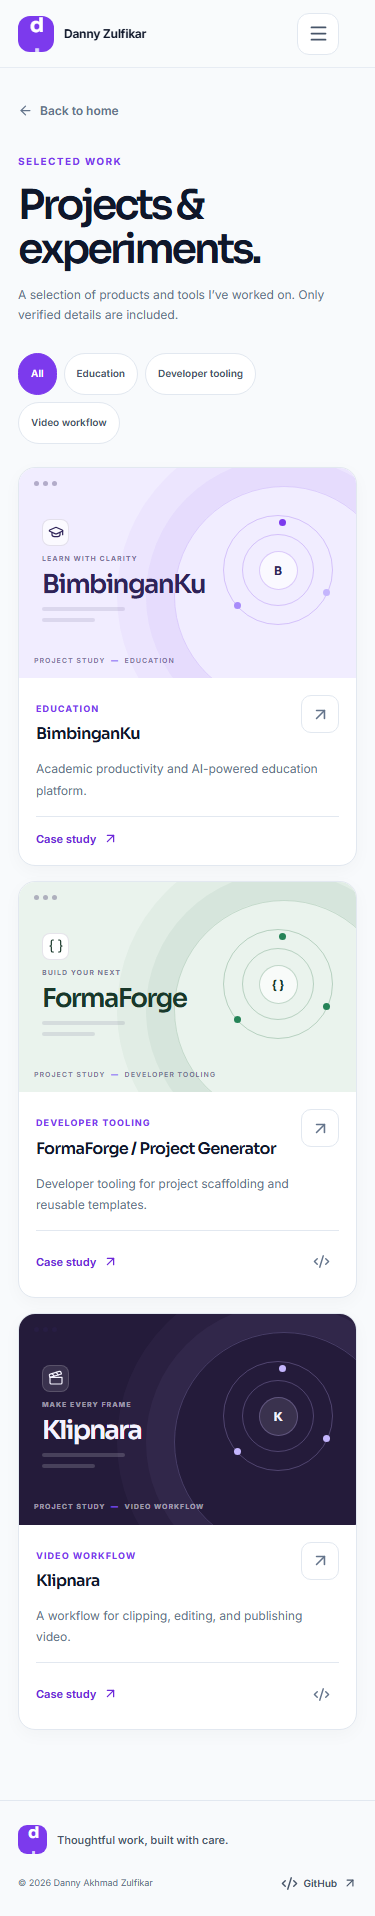 d
Danny Zulfikar
Back to home
SELECTED WORK
Projects &
experiments.
A selection of products and tools I've worked on. Only
verified details are included.
All
Education
Developer tooling
Video workflow
LEARN WITH CLARITY
BimbinganKu
B
PROJECT STUDY — EDUCATION
EDUCATION
BimbinganKu
Academic productivity and AI-powered education
platform.
Case study
BUILD YOUR NEXT
FormaForge
{ }
PROJECT STUDY — DEVELOPER TOOLING
DEVELOPER TOOLING
FormaForge / Project Generator
Developer tooling for project scaffolding and
reusable templates.
Case study
MAKE EVERY FRAME
Klipnara
K
PROJECT STUDY — VIDEO WORKFLOW
VIDEO WORKFLOW
Klipnara
A workflow for clipping, editing, and publishing
video.
Case study
d
Thoughtful work, built with care.
© 2026 Danny Akhmad Zulfikar
GitHub